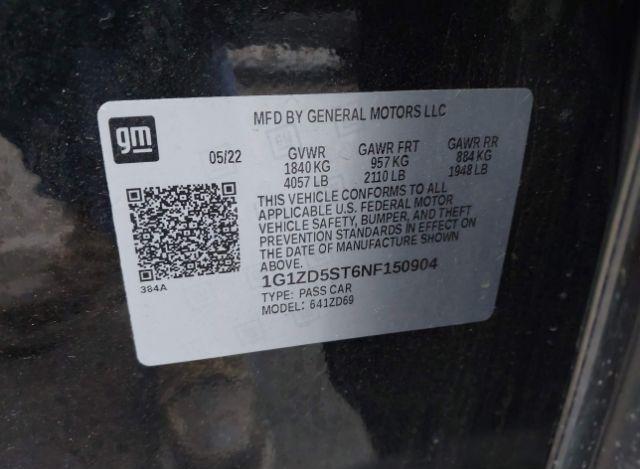 MFD BY GENERAL MOTORS LLC
gm
05/22 GVWR GAWR FRT GAWR RR
1840 KG 957 KG 884 KG
4057 LB 2110 LB 1948 LB
THIS VEHICLE CONFORMS TO ALL
APPLICABLE U.S. FEDERAL MOTOR
VEHICLE SAFETY, BUMPER, AND THEFT
PREVENTION STANDARDS IN EFFECT ON
THE DATE OF MANUFACTURE SHOWN
ABOVE.
384A
1G1ZD5ST6NF150904
TYPE: PASS CAR
MODEL: 641ZD69